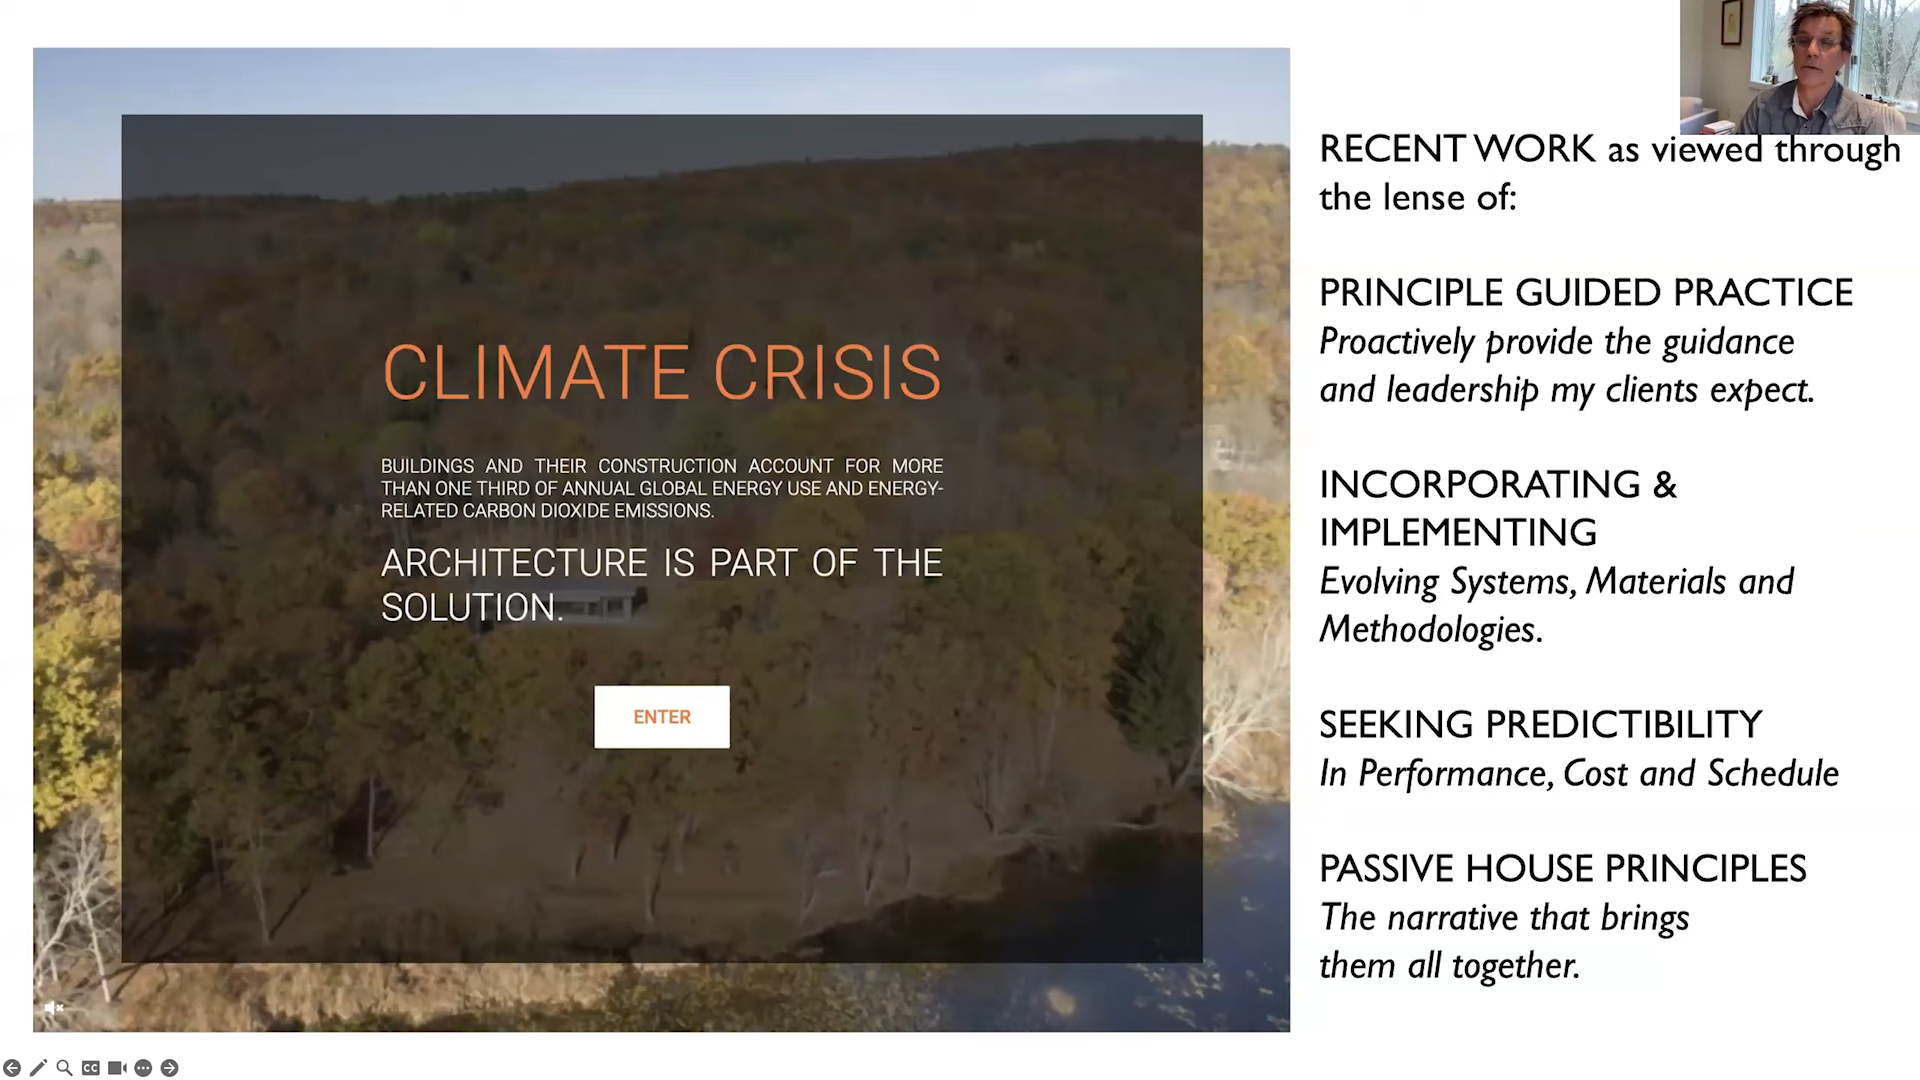 CLIMATE CRISIS
BUILDINGS AND THEIR CONSTRUCTION ACCOUNT FOR MORE
THAN ONE THIRD OF ANNUAL GLOBAL ENERGY USE AND ENERGY-
RELATED CARBON DIOXIDE EMISSIONS.
ARCHITECTURE IS PART OF THE
SOLUTION.
ENTER
RECENT WORK as viewed through
the lense of:
PRINCIPLE GUIDED PRACTICE
Proactively provide the guidance
and leadership my clients expect.
INCORPORATING &
IMPLEMENTING
Evolving Systems, Materials and
Methodologies.
SEEKING PREDICTIBILITY
In Performance, Cost and Schedule
PASSIVE HOUSE PRINCIPLES
The narrative that brings
them all together.
CC